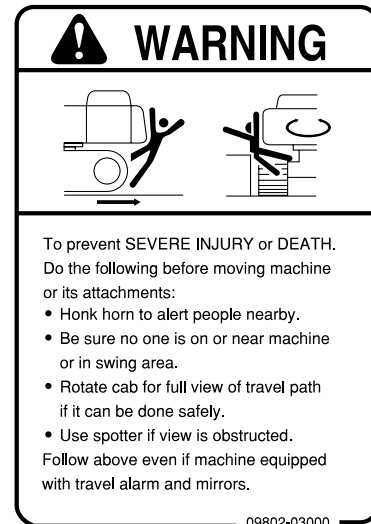 WARNING
To prevent SEVERE INJURY or DEATH.
Do the following before moving machine
or its attachments:
• Honk horn to alert people nearby.
• Be sure no one is on or near machine
or in swing area.
• Rotate cab for full view of travel path
if it can be done safely.
• Use spotter if view is obstructed.
Follow above even if machine equipped
with travel alarm and mirrors.
09802-03000